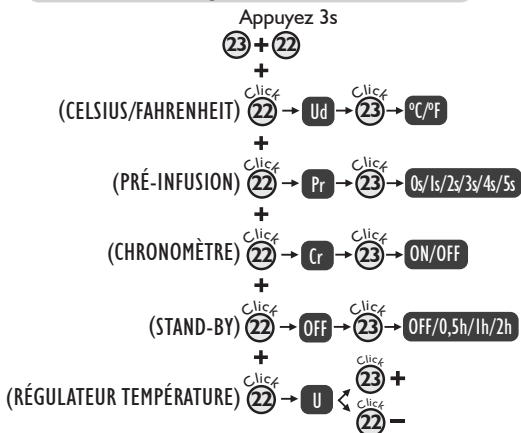 Appuyez 3s
23 + 22
+
(CELSIUS/FAHRENHEIT) Click 22 → Ud → Click 23 → ºC/ºF
+
(PRÉ-INFUSION) Click 22 → Pr → Click 23 → 0s/1s/2s/3s/4s/5s
+
(CHRONOMÈTRE) Click 22 → Cr → Click 23 → ON/OFF
+
(STAND-BY) Click 22 → OFF → Click 23 → OFF/0,5h/1h/2h
+
(RÉGULATEUR TEMPÉRATURE) Click 22 → U
Click 23 +
Click 22 −